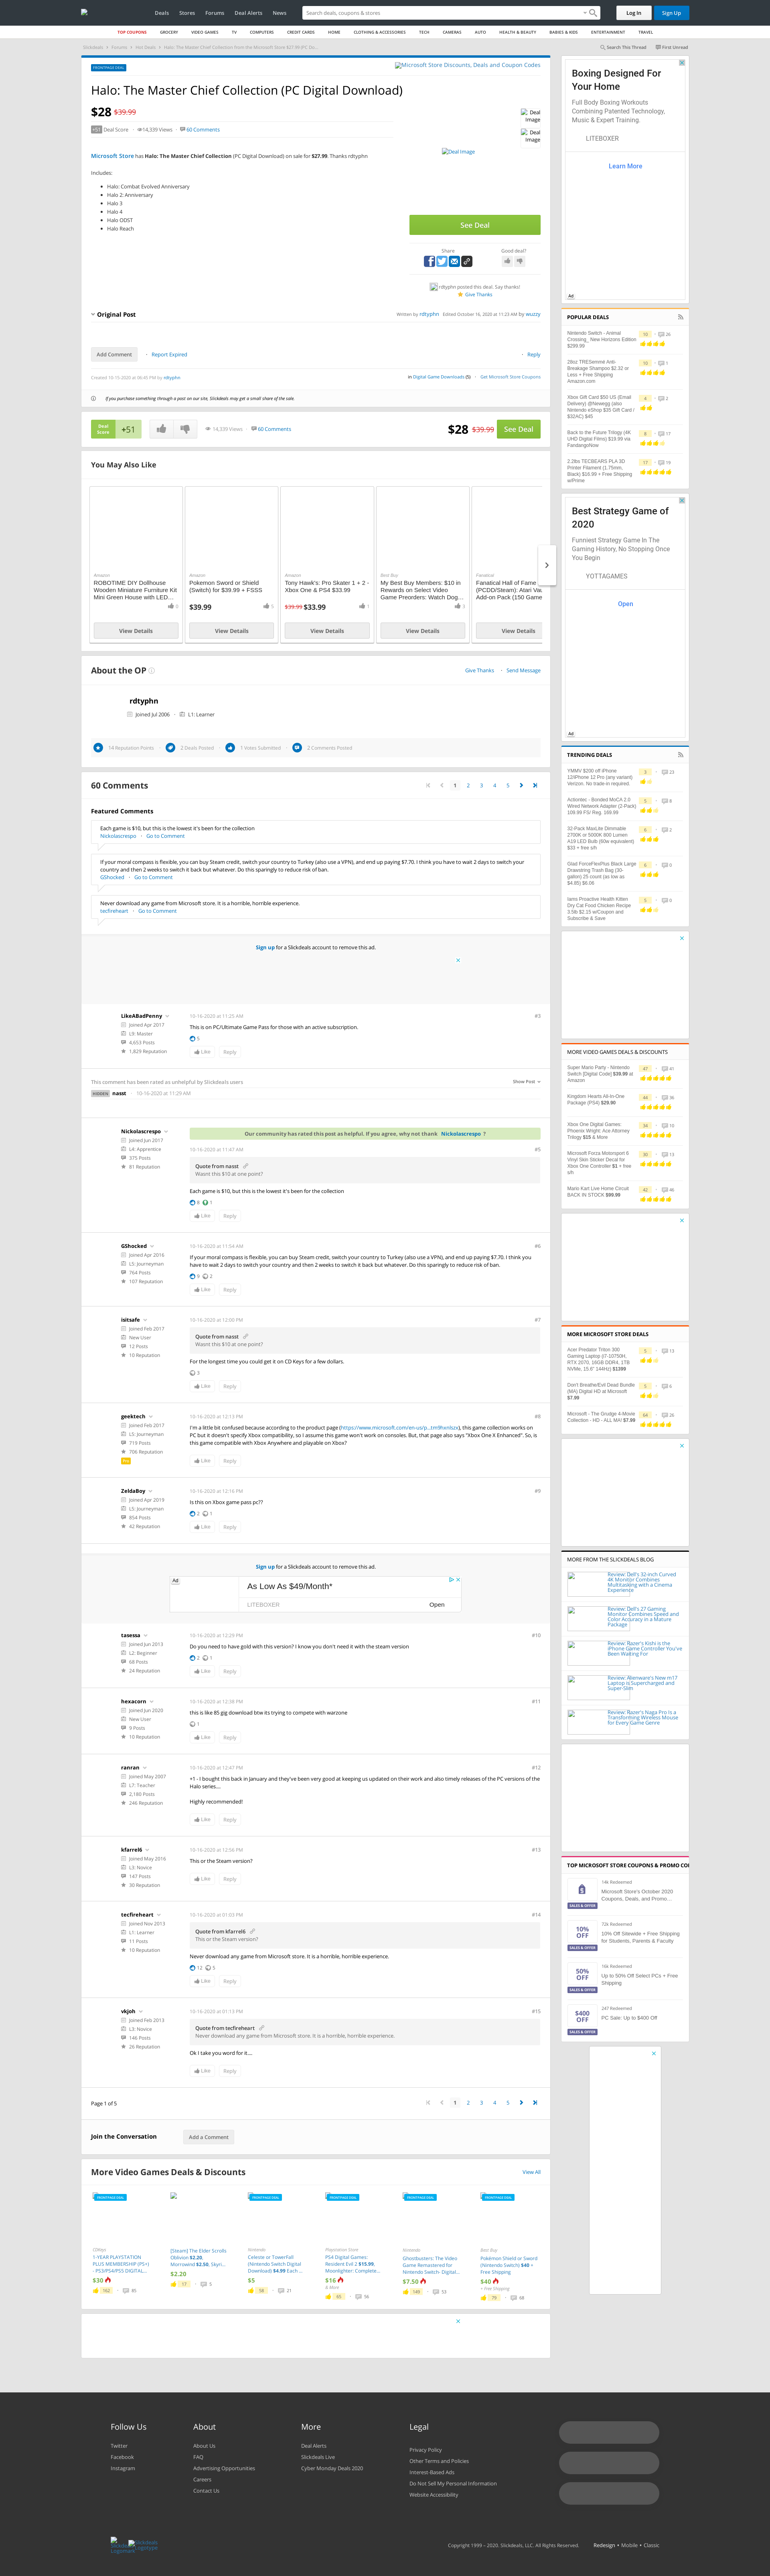 Deals Stores Forums Deal Alerts News
Search deals, coupons & stores
Log In Sign Up
TOP COUPONS GROCERY VIDEO GAMES TV COMPUTERS CREDIT CARDS HOME CLOTHING & ACCESSORIES TECH CAMERAS AUTO HEALTH & BEAUTY BABIES & KIDS ENTERTAINMENT TRAVEL
Slickdeals > Forums > Hot Deals > Halo: The Master Chief Collection from the Microsoft Store $27.99 (PC Do...
Search This Thread First Unread
FRONTPAGE DEAL
Microsoft Store Discounts, Deals and Coupon Codes
Halo: The Master Chief Collection (PC Digital Download)
$28 $39.99
+51 Deal Score 14,339 Views 60 Comments
Deal Image
Deal Image
Deal Image
Microsoft Store has Halo: The Master Chief Collection (PC Digital Download) on sale for $27.99. Thanks rdtyphn
Includes:
Halo: Combat Evolved Anniversary
Halo 2: Anniversary
Halo 3
Halo 4
Halo ODST
Halo Reach
See Deal
Share
Good deal?
rdtyphn posted this deal. Say thanks!
Give Thanks
Original Post
Written by rdtyphn Edited October 16, 2020 at 11:23 AM by wuzzy
Add Comment Report Expired Reply
Created 10-15-2020 at 08:40 PM by rdtyphn
in Digital Game Downloads (5) Get Microsoft Store Coupons
If you purchase something through a post on our site, Slickdeals may get a small share of the sale.
Deal Score +51
14,339 Views 60 Comments
$28 $39.99 See Deal
You May Also Like
Amazon
ROBOTIME DIY Dollhouse Wooden Miniature Furniture Kit Mini Green House with LED...
View Details
Amazon
Pokemon Sword or Shield (Switch) for $39.99 + FSSS
$39.99
View Details
Amazon
Tony Hawk's: Pro Skater 1 + 2 - Xbox One & PS4 $33.99
$39.99 $33.99
View Details
Best Buy
My Best Buy Members: $10 in Rewards on Select Video Game Preorders: Watch Dog...
View Details
Fanatical
Fanatical Hall of Fame (PCDD/Steam): Atari Va Add-on Pack (150 Game
View Details
About the OP
Give Thanks Send Message
rdtyphn
Joined Jul 2006 L1: Learner
14 Reputation Points 2 Deals Posted 1 Votes Submitted 2 Comments Posted
60 Comments
1 2 3 4 5
Featured Comments
Each game is $10, but this is the lowest it's been for the collection
Nickolascrespo Go to Comment
If your moral compass is flexible, you can buy Steam credit, switch your country to Turkey (also use a VPN), and end up paying $7.70. I think you have to wait 2 days to switch your country and then 2 weeks to switch it back but whatever. Do this sparingly to reduce risk of ban.
GShocked Go to Comment
Never download any game from Microsoft store. It is a horrible, horrible experience.
tecfireheart Go to Comment
Sign up for a Slickdeals account to remove this ad.
LikeABadPenny
Joined Apr 2017
L9: Master
4,653 Posts
1,829 Reputation
10-16-2020 at 11:25 AM #3
This is on PC/Ultimate Game Pass for those with an active subscription.
5
Like Reply
This comment has been rated as unhelpful by Slickdeals users
Show Post
HIDDEN nasst 10-16-2020 at 11:29 AM
Nickolascrespo
Joined Jun 2017
L4: Apprentice
375 Posts
81 Reputation
Our community has rated this post as helpful. If you agree, why not thank Nickolascrespo ?
10-16-2020 at 11:47 AM #5
Quote from nasst
Wasnt this $10 at one point?
Each game is $10, but this is the lowest it's been for the collection
8 1
Like Reply
GShocked
Joined Apr 2016
L5: Journeyman
764 Posts
107 Reputation
10-16-2020 at 11:54 AM #6
If your moral compass is flexible, you can buy Steam credit, switch your country to Turkey (also use a VPN), and end up paying $7.70. I think you have to wait 2 days to switch your country and then 2 weeks to switch it back but whatever. Do this sparingly to reduce risk of ban.
9 2
Like Reply
isitsafe
Joined Feb 2017
New User
12 Posts
10 Reputation
10-16-2020 at 12:00 PM #7
Quote from nasst
Wasnt this $10 at one point?
For the longest time you could get it on CD Keys for a few dollars.
3
Like Reply
geektech
Joined Feb 2017
L5: Journeyman
719 Posts
706 Reputation
Pro
10-16-2020 at 12:13 PM #8
I'm a little bit confused because according to the product page (https://www.microsoft.com/en-us/p...tm9hxnlszx), this game collection works on PC but it doesn't specify Xbox compatibility, so I assume this game won't work on consoles. But, that page also says "Xbox One X Enhanced". So, is this game compatible with Xbox Anywhere and playable on Xbox?
Like Reply
ZeldaBoy
Joined Apr 2019
L5: Journeyman
854 Posts
42 Reputation
10-16-2020 at 12:16 PM #9
Is this on Xbox game pass pc??
2 1
Like Reply
Sign up for a Slickdeals account to remove this ad.
Ad
As Low As $49/Month*
LITEBOXER Open
tasessa
Joined Jun 2013
L2: Beginner
68 Posts
24 Reputation
10-16-2020 at 12:29 PM #10
Do you need to have gold with this version? I know you don't need it with the steam version
2 1
Like Reply
hexacorn
Joined Jun 2020
New User
9 Posts
10 Reputation
10-16-2020 at 12:38 PM #11
this is like 85 gig download btw its trying to compete with warzone
1
Like Reply
ranran
Joined May 2007
L7: Teacher
2,180 Posts
246 Reputation
10-16-2020 at 12:47 PM #12
+1 - I bought this back in January and they've been very good at keeping us updated on their work and also timely releases of the PC versions of the Halo series....
Highly recommended!
Like Reply
kfarrel6
Joined May 2016
L3: Novice
147 Posts
30 Reputation
10-16-2020 at 12:56 PM #13
This or the Steam version?
Like Reply
tecfireheart
Joined Nov 2013
L1: Learner
11 Posts
10 Reputation
10-16-2020 at 01:03 PM #14
Quote from kfarrel6
This or the Steam version?
Never download any game from Microsoft store. It is a horrible, horrible experience.
12 5
Like Reply
vkjoh
Joined Feb 2013
L3: Novice
146 Posts
26 Reputation
10-16-2020 at 01:13 PM #15
Quote from tecfireheart
Never download any game from Microsoft store. It is a horrible, horrible experience.
Ok I take you word for it....
Like Reply
Page 1 of 5
1 2 3 4 5
Join the Conversation Add a Comment
More Video Games Deals & Discounts View All
FRONTPAGE DEAL
CDKeys
1-YEAR PLAYSTATION PLUS MEMBERSHIP (PS+) - PS3/PS4/PS5 DIGITAL...
$30
162 85
[Steam] The Elder Scrolls Oblivion $2.20, Morrowind $2.50, Skyri...
$2.20
17 5
FRONTPAGE DEAL
Nintendo
Celeste or TowerFall (Nintendo Switch Digital Download) $4.99 Each ...
$5
58 21
FRONTPAGE DEAL
Playstation Store
PS4 Digital Games: Resident Evil 2 $15.99, Moonlighter: Complete...
$16
& More
65 56
FRONTPAGE DEAL
Nintendo
Ghostbusters: The Video Game Remastered for Nintendo Switch- Digital...
$7.50
149 53
FRONTPAGE DEAL
Best Buy
Pokémon Shield or Sword (Nintendo Switch) $40 + Free Shipping
$40
+ Free Shipping
79 68
Boxing Designed For Your Home
Full Body Boxing Workouts Combining Patented Technology, Music & Expert Training.
LITEBOXER
Learn More
Ad
POPULAR DEALS
Nintendo Switch - Animal Crossing_ New Horizons Edition $299.99
10 26
28oz TRESemmé Anti-Breakage Shampoo $2.32 or Less + Free Shipping Amazon.com
10 1
Xbox Gift Card $50 US (Email Delivery) @Newegg (also Nintendo eShop $35 Gift Card / $32AC) $45
4 2
Back to the Future Trilogy (4K UHD Digital Films) $19.99 via FandangoNow
8 17
2.2lbs TECBEARS PLA 3D Printer Filament (1.75mm, Black) $16.99 + Free Shipping w/Prime
17 19
Best Strategy Game of 2020
Funniest Strategy Game In The Gaming History, No Stopping Once You Begin
YOTTAGAMES
Open
Ad
TRENDING DEALS
YMMV $200 off iPhone 12/iPhone 12 Pro (any variant) Verizon. No trade-in required.
3 23
Actiontec - Bonded MoCA 2.0 Wired Network Adapter (2-Pack) 109.99 FS/ Reg. 169.99
5 8
32-Pack MaxLite Dimmable 2700K or 5000K 800 Lumen A19 LED Bulb (60w equivalent) $33 + free s/h
6 2
Glad ForceFlexPlus Black Large Drawstring Trash Bag (30-gallon) 25 count (as low as $4.85) $6.06
6 0
Iams Proactive Health Kitten Dry Cat Food Chicken Recipe 3.5lb $2.15 w/Coupon and Subscribe & Save
5 0
MORE VIDEO GAMES DEALS & DISCOUNTS
Super Mario Party - Nintendo Switch [Digital Code] $39.99 at Amazon
47 41
Kingdom Hearts All-In-One Package (PS4) $29.90
44 36
Xbox One Digital Games: Phoenix Wright: Ace Attorney Trilogy $15 & More
34 10
Microsoft Forza Motorsport 6 Vinyl Skin Sticker Decal for Xbox One Controller $1 + free s/h
30 13
Mario Kart Live Home Circuit BACK IN STOCK $99.99
42 46
MORE MICROSOFT STORE DEALS
Acer Predator Triton 300 Gaming Laptop (i7-10750H, RTX 2070, 16GB DDR4, 1TB NVMe, 15.6" 144Hz) $1399
5 13
Don't Breathe/Evil Dead Bundle (MA) Digital HD at Microsoft $7.99
5 6
Microsoft - The Grudge 4-Movie Collection - HD - ALL MA! $7.99
64 26
MORE FROM THE SLICKDEALS BLOG
Review: Dell's 32-inch Curved 4K Monitor Combines Multitasking with a Cinema Experience
Review: Dell's 27 Gaming Monitor Combines Speed and Color Accuracy in a Mature Package
Review: Razer's Kishi is the iPhone Game Controller You've Been Waiting For
Review: Alienware's New m17 Laptop is Supercharged and Super-Slim
Review: Razer's Naga Pro Is a Transforming Wireless Mouse for Every Game Genre
TOP MICROSOFT STORE COUPONS & PROMO CO
SALES & OFFER
14k Redeemed
Microsoft Store's October 2020 Coupons, Deals, and Promo...
10% OFF
SALES & OFFER
72k Redeemed
10% Off Sitewide + Free Shipping for Students, Parents & Faculty
50% OFF
SALES & OFFER
16k Redeemed
Up to 50% Off Select PCs + Free Shipping
$400 OFF
SALES & OFFER
247 Redeemed
PC Sale: Up to $400 Off
Follow Us
Twitter
Facebook
Instagram
About
About Us
FAQ
Advertising Opportunities
Careers
Contact Us
More
Deal Alerts
Slickdeals Live
Cyber Monday Deals 2020
Legal
Privacy Policy
Other Terms and Policies
Interest-Based Ads
Do Not Sell My Personal Information
Website Accessibility
Slickdeals Logomark
Slickdeals Logotype
Copyright 1999 - 2020. Slickdeals, LLC. All Rights Reserved. Redesign • Mobile • Classic